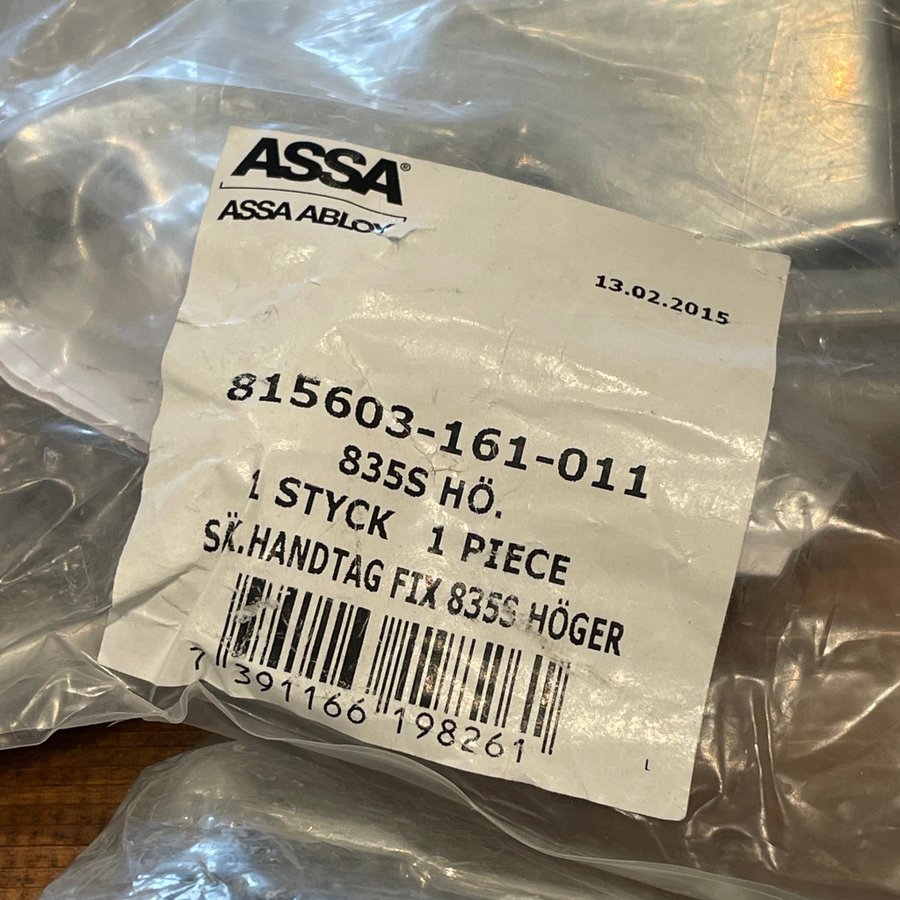 ASSA®
ASSA ABLOY
13.02.2015
815603-161-011
835S HÖ.
1 STYCK 1 PIECE
SÄ.HANDTAG FIX 835S HÖGER
7 391166 198261
L